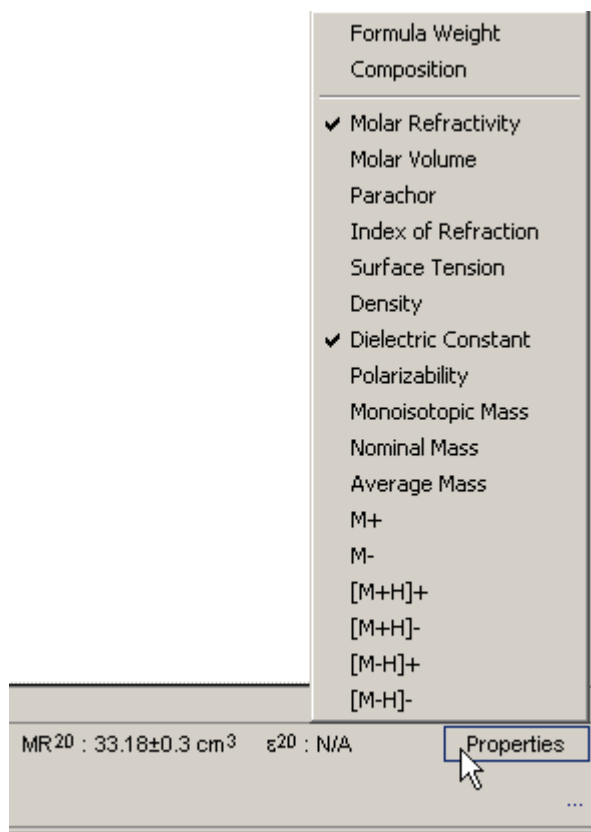 Formula Weight
Composition
Molar Refractivity
Molar Volume
Parachor
Index of Refraction
Surface Tension
Density
Dielectric Constant
Polarizability
Monoisotopic Mass
Nominal Mass
Average Mass
M+
M-
[M+H]+
[M+H]-
[M-H]+
[M-H]-
MR20 : 33.18±0.3 cm3 ε20 : N/A Properties
...